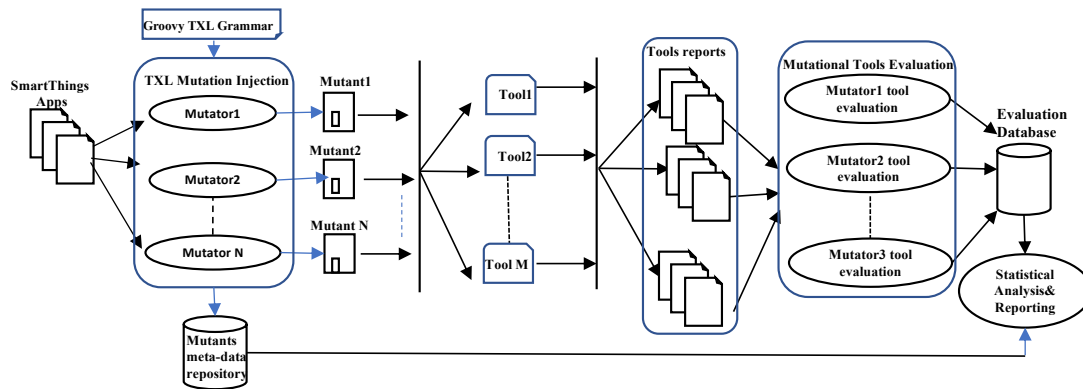 Groovy TXL Grammar
SmartThings
Apps
TXL Mutation Injection
Mutator1
Mutator2
Mutator N
Mutant1
Mutant2
Mutant N
Tool1
Tool2
Tool M
Tools reports
Mutational Tools Evaluation
Mutator1 tool
evaluation
Mutator2 tool
evaluation
Mutator3 tool
evaluation
Evaluation
Database
Statistical
Analysis&
Reporting
Mutants
meta-data
repository